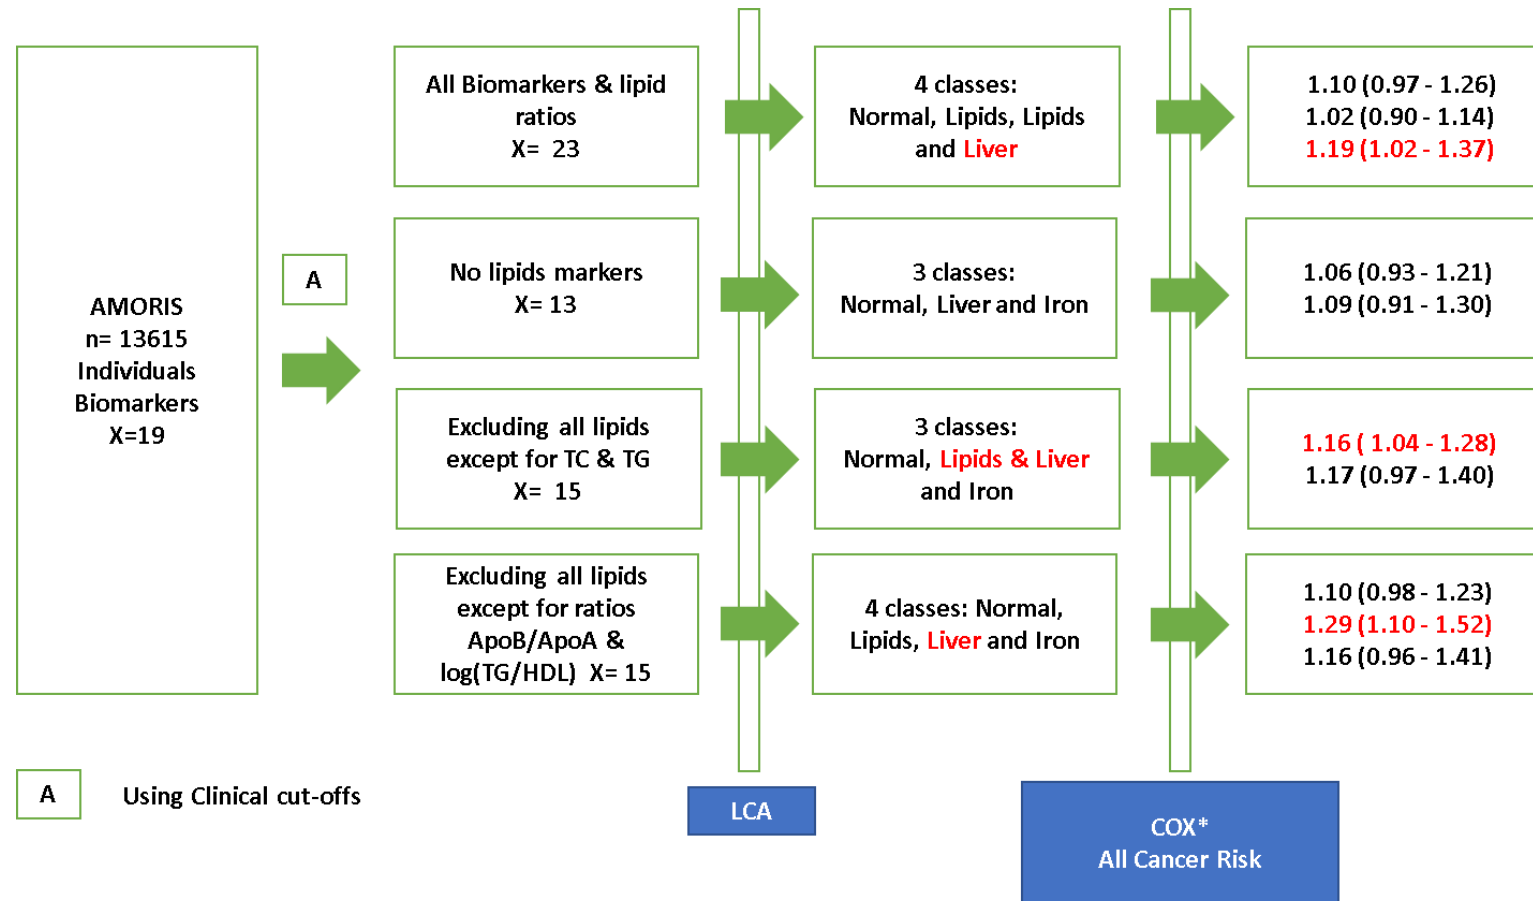 AMORIS
n= 13615
Individuals
Biomarkers
X=19
A
All Biomarkers & lipid
ratios
X= 23
4 classes:
Normal, Lipids, Lipids
and Liver
1.10 (0.97 - 1.26)
1.02 (0.90 - 1.14)
1.19 (1.02 - 1.37)
No lipids markers
X= 13
3 classes:
Normal, Liver and Iron
1.06 (0.93 - 1.21)
1.09 (0.91 - 1.30)
Excluding all lipids
except for TC & TG
X= 15
3 classes:
Normal, Lipids & Liver
and Iron
1.16 ( 1.04 - 1.28)
1.17 (0.97 - 1.40)
Excluding all lipids
except for ratios
ApoB/ApoA &
log(TG/HDL) X= 15
4 classes: Normal,
Lipids, Liver and Iron
1.10 (0.98 - 1.23)
1.29 (1.10 - 1.52)
1.16 (0.96 - 1.41)
A Using Clinical cut-offs
LCA
COX*
All Cancer Risk